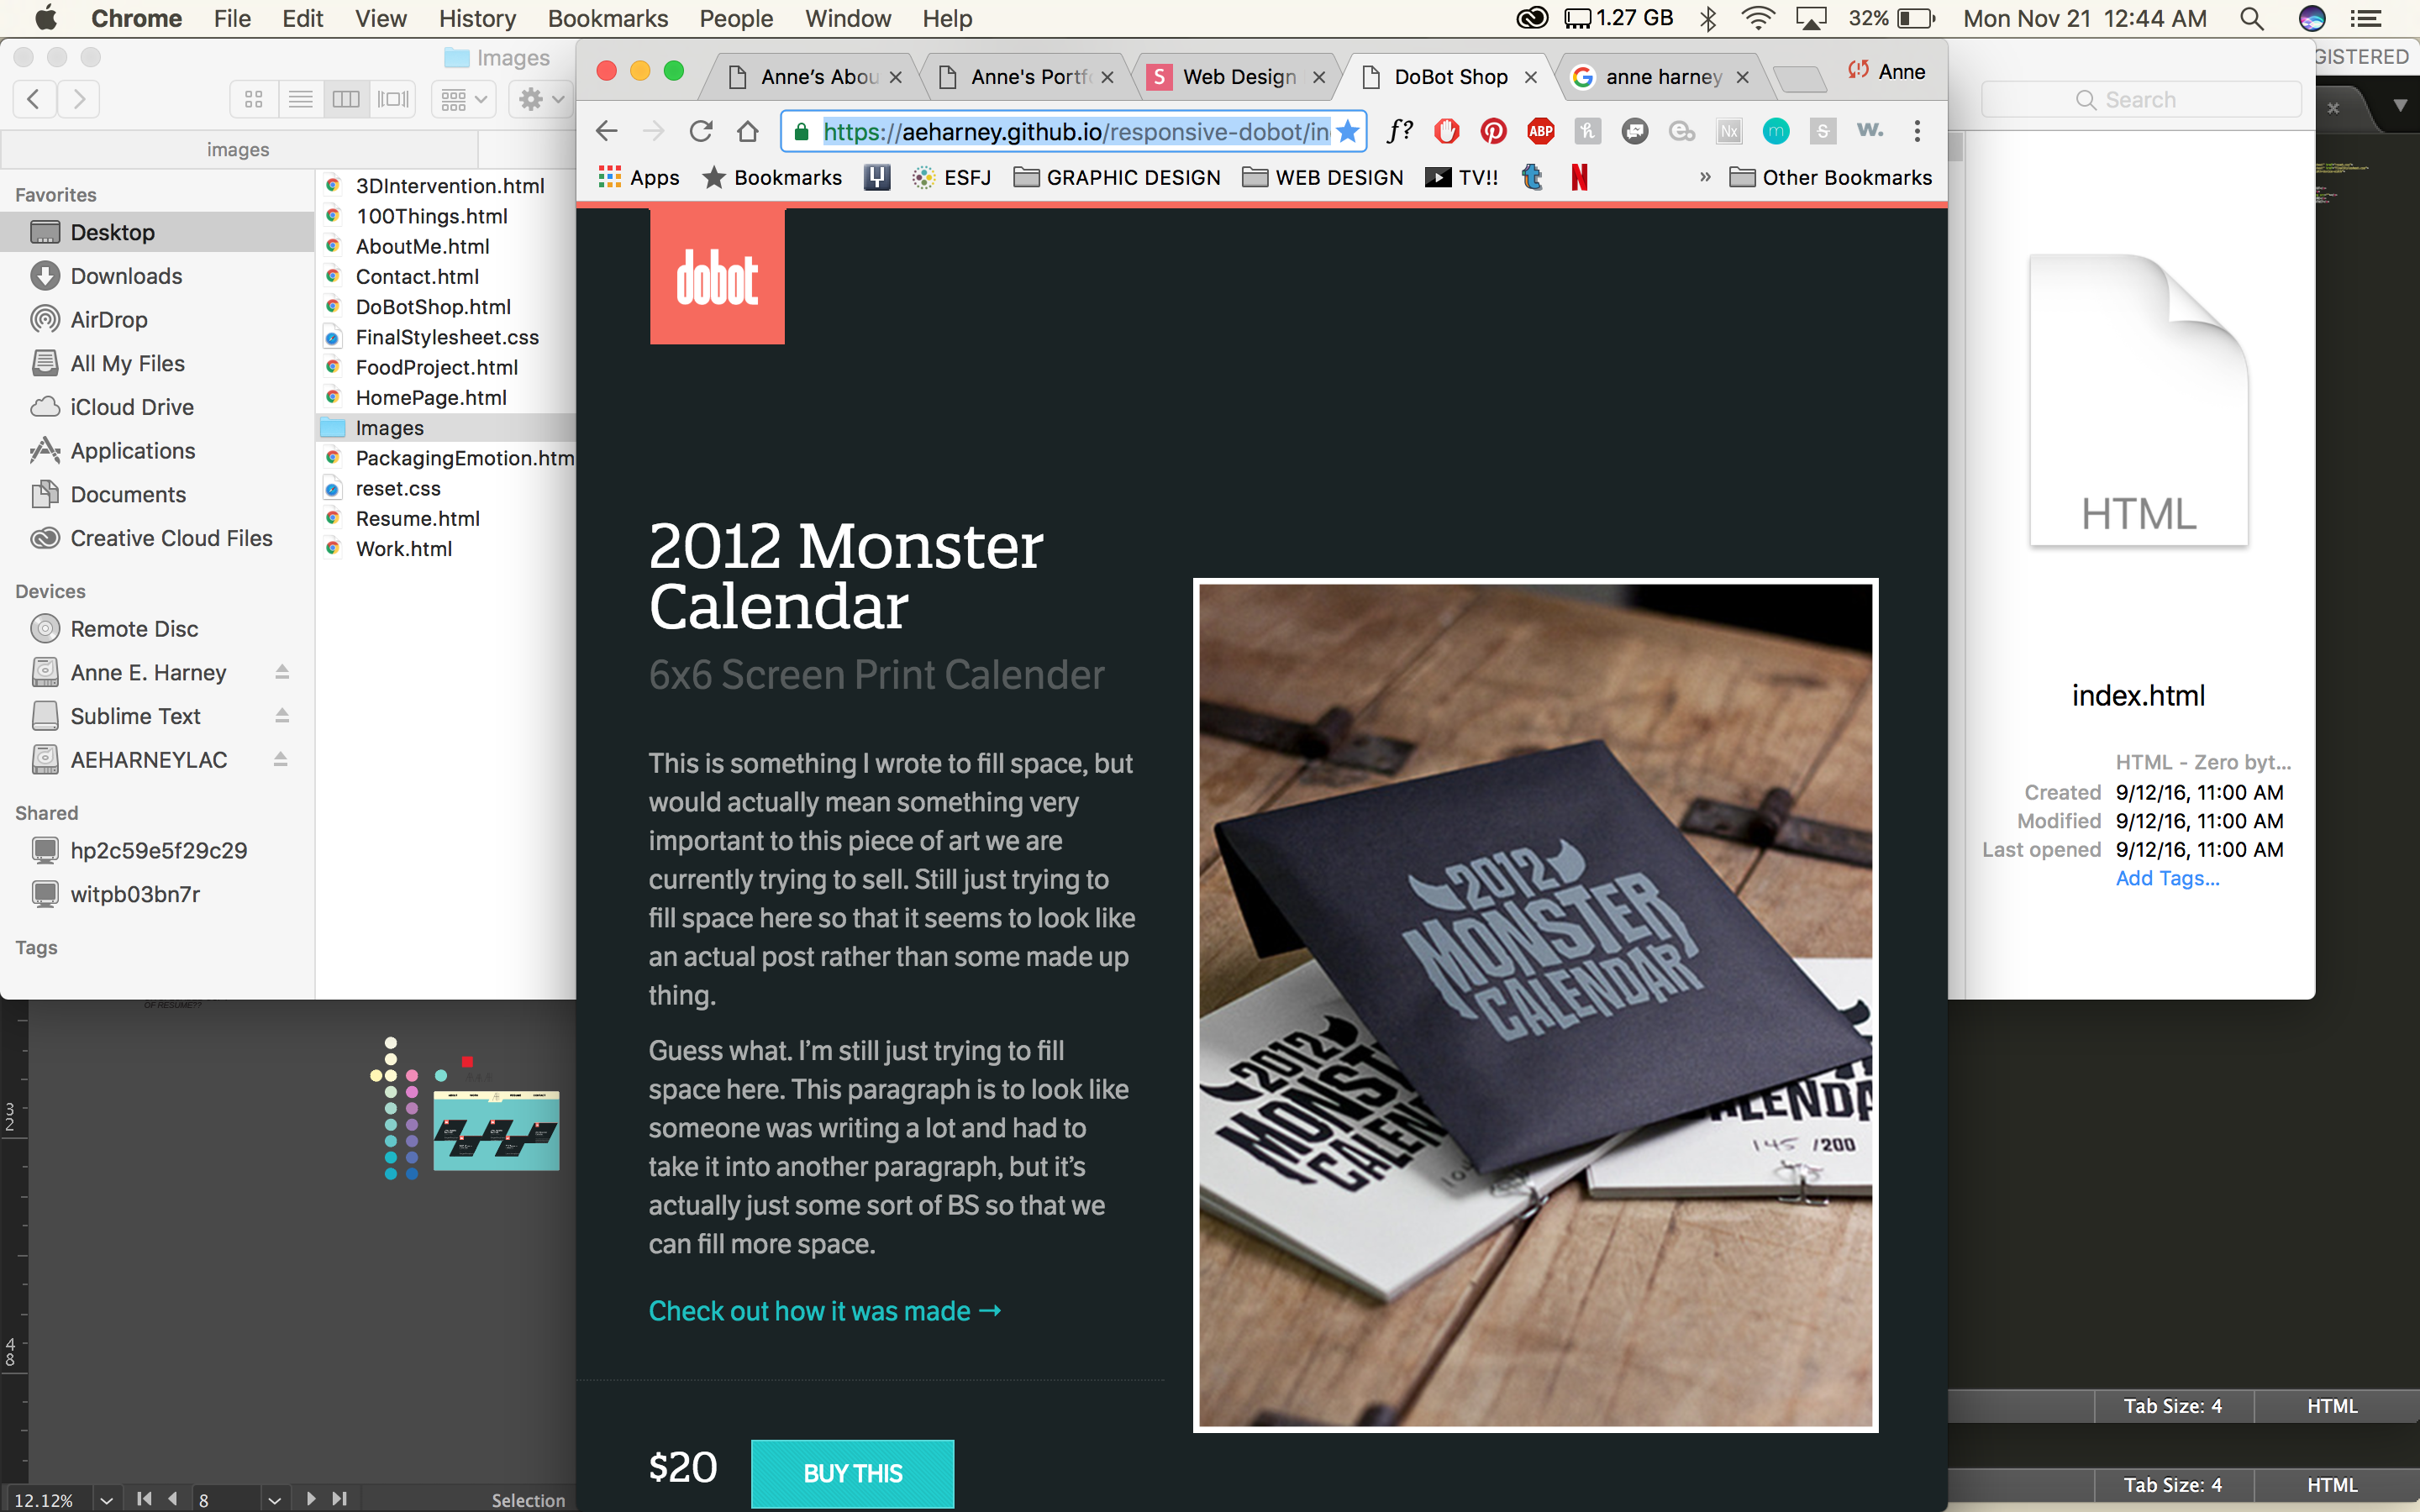 Chrome File Edit View History Bookmarks People Window Help 1.27 GB 32% Mon Nov 21 12:44 AM
Images
images
Favorites
Desktop
Downloads
AirDrop
All My Files
iCloud Drive
Applications
Documents
Creative Cloud Files
Devices
Remote Disc
Anne E. Harney
Sublime Text
AEHARNEYLAC
Shared
hp2c59e5f29c29
witpb03bn7r
Tags
3DIntervention.html
100Things.html
AboutMe.html
Contact.html
DoBotShop.html
FinalStylesheet.css
FoodProject.html
HomePage.html
Images
PackagingEmotion.htm
reset.css
Resume.html
Work.html
Anne's Abou Anne's Portf S Web Design DoBot Shop G anne harney Anne
https://aeharney.github.io/responsive-dobot/in f? ABP h Nx m S w.
Apps Bookmarks ESFJ GRAPHIC DESIGN WEB DESIGN TV!! t N » Other Bookmarks
dobot
2012 Monster
Calendar
6x6 Screen Print Calender
This is something I wrote to fill space, but
would actually mean something very
important to this piece of art we are
currently trying to sell. Still just trying to
fill space here so that it seems to look like
an actual post rather than some made up
thing.
Guess what. I'm still just trying to fill
space here. This paragraph is to look like
someone was writing a lot and had to
take it into another paragraph, but it's
actually just some sort of BS so that we
can fill more space.
Check out how it was made →
$20 BUY THIS
2012
MONSTER
CALENDAR
2012
MONST
CALEN
ALENDA
145 /200
GISTERED
Search
HTML
index.html
HTML - Zero byt...
Created 9/12/16, 11:00 AM
Modified 9/12/16, 11:00 AM
Last opened 9/12/16, 11:00 AM
Add Tags...
OF RESUME??
3
2
4
8
12.12% 8 Selection
Tab Size: 4 HTML
Tab Size: 4 HTML